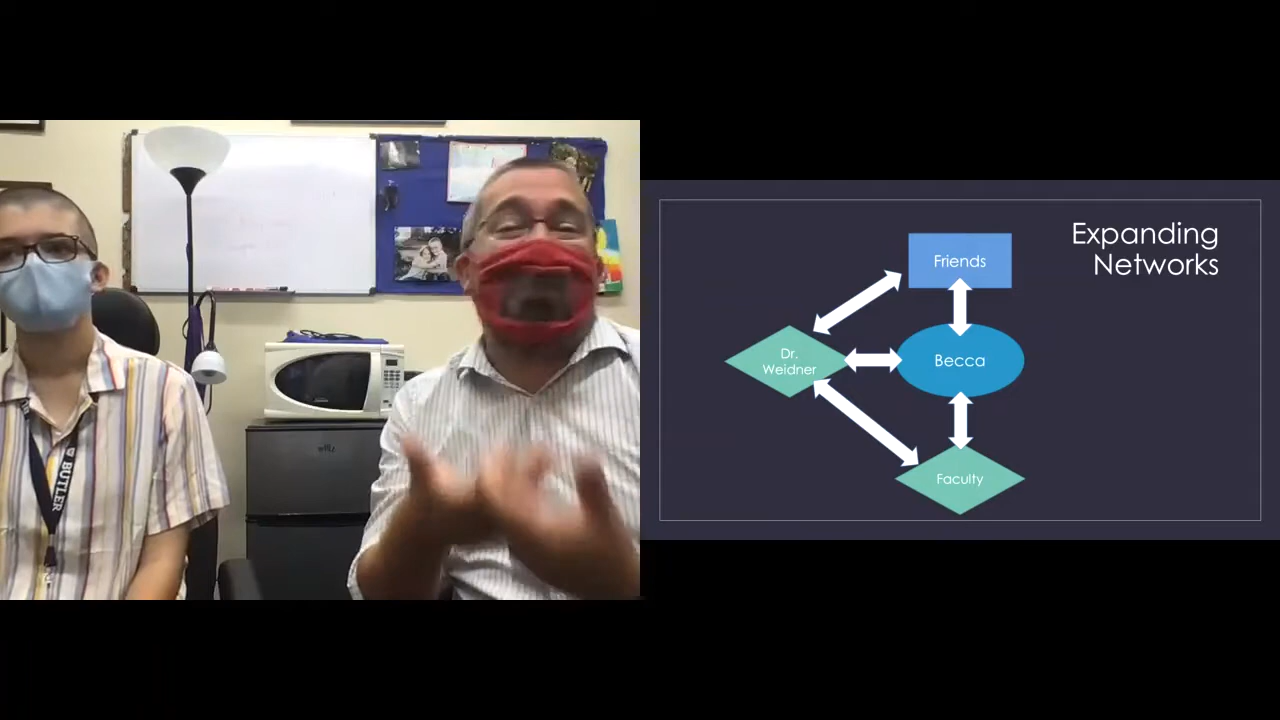 BUTLER
Expanding
Networks
Friends
Dr.
Weidner
Becca
Faculty